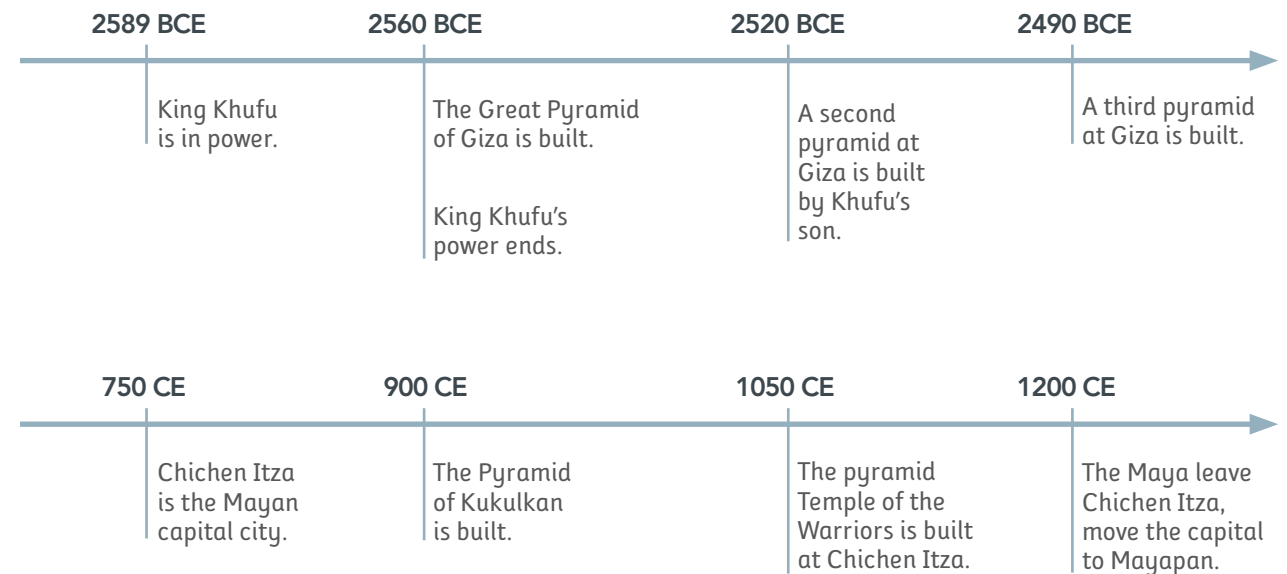 2589 BCE
King Khufu
is in power.
2560 BCE
The Great Pyramid
of Giza is built.
King Khufu's
power ends.
2520 BCE
A second
pyramid at
Giza is built
by Khufu's
son.
2490 BCE
A third pyramid
at Giza is built.
750 CE
Chichen Itza
is the Mayan
capital city.
900 CE
The Pyramid
of Kukulkan
is built.
1050 CE
The pyramid
Temple of the
Warriors is built
at Chichen Itza.
1200 CE
The Maya leave
Chichen Itza,
move the capital
to Mayapan.